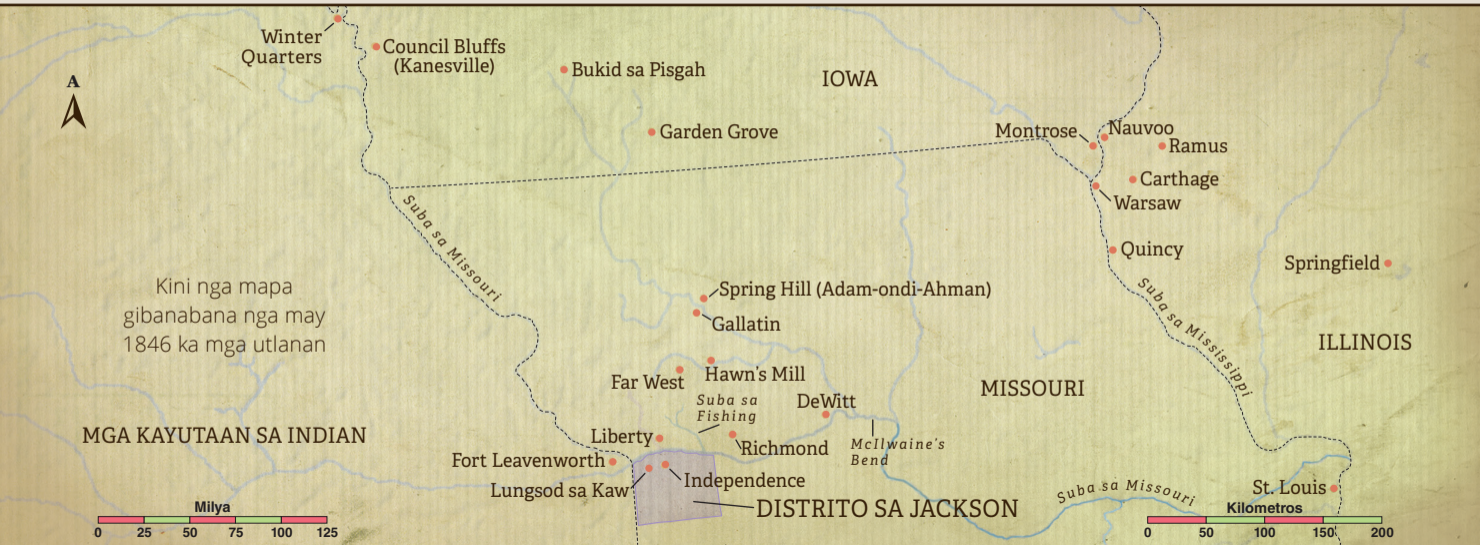 Winter
Quarters
Council Bluffs
(Kanesville)
Bukid sa Pisgah
IOWA
A
Garden Grove
Montrose
Nauvoo
Ramus
Carthage
Warsaw
Suba sa Missouri
Quincy
Springfield
Kini nga mapa
gibanabana nga may
1846 ka mga utlanan
Spring Hill (Adam-ondi-Ahman)
Gallatin
Suba sa Mississippi
ILLINOIS
Far West
Hawn's Mill
MISSOURI
Suba sa
Fishing
DeWitt
MGA KAYUTAAN SA INDIAN
Liberty
Richmond
McIlwaine's
Bend
Fort Leavenworth
Lungsod sa Kaw
Independence
DISTRITO SA JACKSON
Suba sa Missouri
St. Louis
Milya
0 25 50 75 100 125
Kilometros
0 50 100 150 200